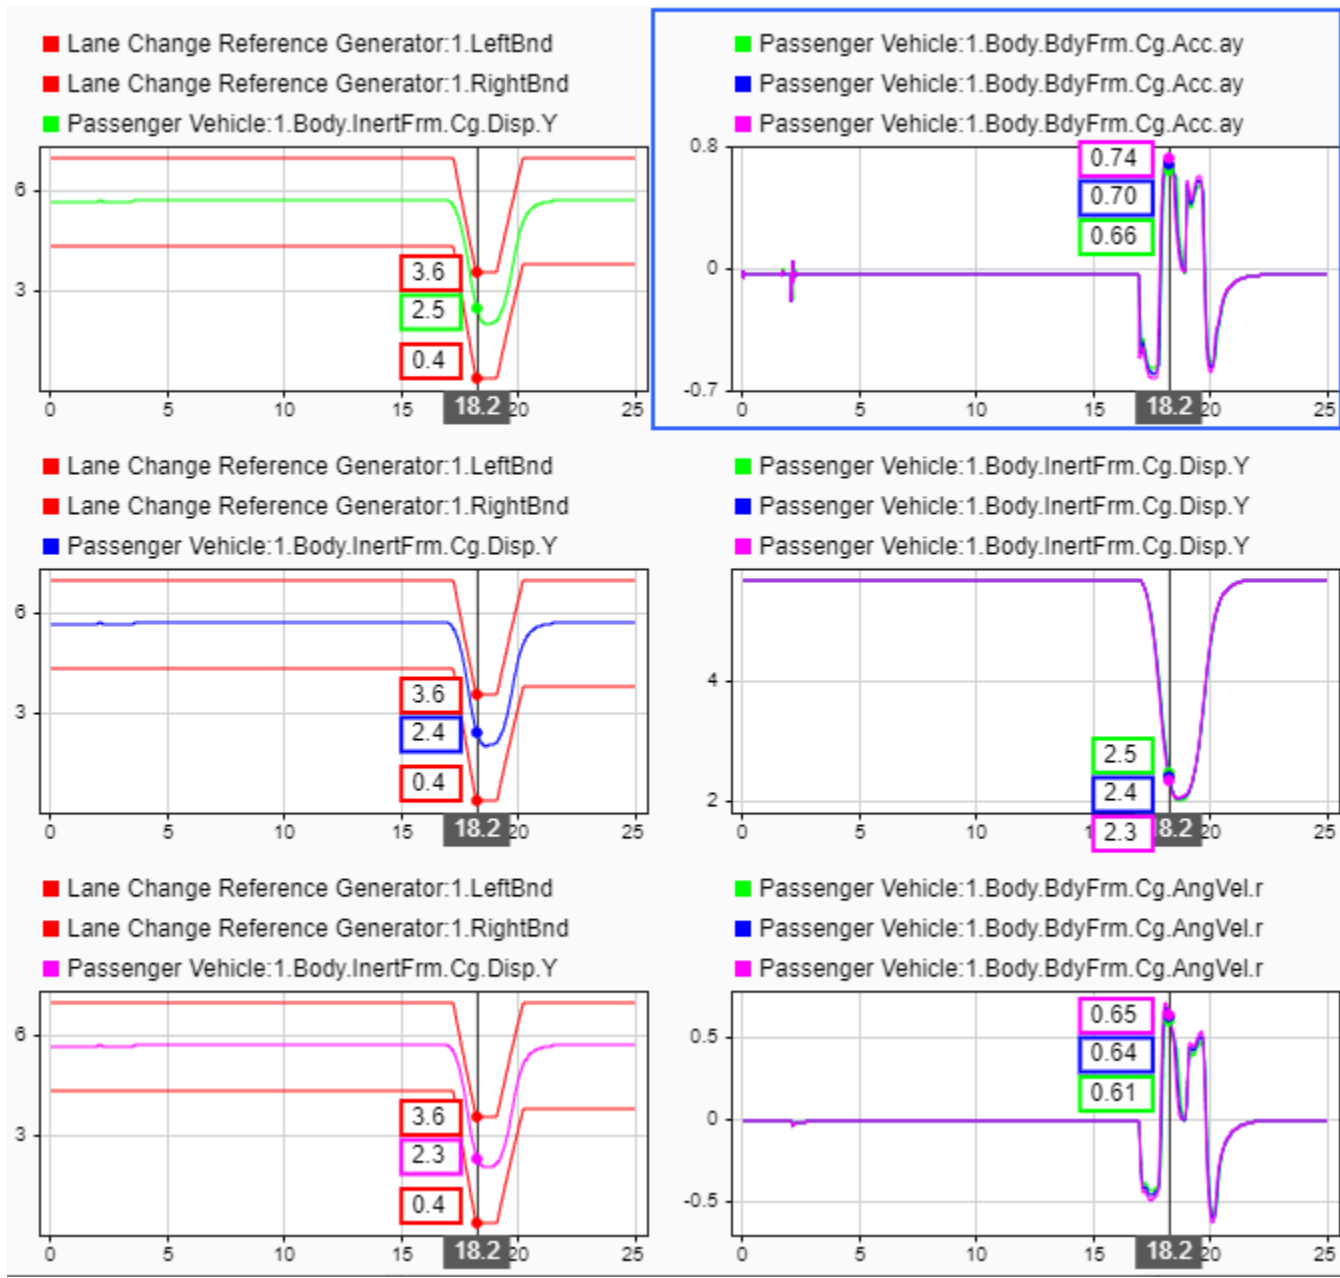 Lane Change Reference Generator:1.LeftBnd
Lane Change Reference Generator:1.RightBnd
Passenger Vehicle:1.Body.InertFrm.Cg.Disp.Y
6
3
3.6
2.5
0.4
0 5 10 15 18.2 20 25
Passenger Vehicle:1.Body.BdyFrm.Cg.Acc.ay
Passenger Vehicle:1.Body.BdyFrm.Cg.Acc.ay
Passenger Vehicle:1.Body.BdyFrm.Cg.Acc.ay
0.8
0
-0.7
0.74
0.70
0.66
0 5 10 15 18.2 20 25
Lane Change Reference Generator:1.LeftBnd
Lane Change Reference Generator:1.RightBnd
Passenger Vehicle:1.Body.InertFrm.Cg.Disp.Y
6
3
3.6
2.4
0.4
0 5 10 15 18.2 20 25
Passenger Vehicle:1.Body.InertFrm.Cg.Disp.Y
Passenger Vehicle:1.Body.InertFrm.Cg.Disp.Y
Passenger Vehicle:1.Body.InertFrm.Cg.Disp.Y
4
2
2.5
2.4
2.3
0 5 10 1 8.2 20 25
Lane Change Reference Generator:1.LeftBnd
Lane Change Reference Generator:1.RightBnd
Passenger Vehicle:1.Body.InertFrm.Cg.Disp.Y
6
3
3.6
2.3
0.4
0 5 10 15 18.2 20 25
Passenger Vehicle:1.Body.BdyFrm.Cg.AngVel.r
Passenger Vehicle:1.Body.BdyFrm.Cg.AngVel.r
Passenger Vehicle:1.Body.BdyFrm.Cg.AngVel.r
0.5
0
-0.5
0.65
0.64
0.61
0 5 10 15 18.2 20 25